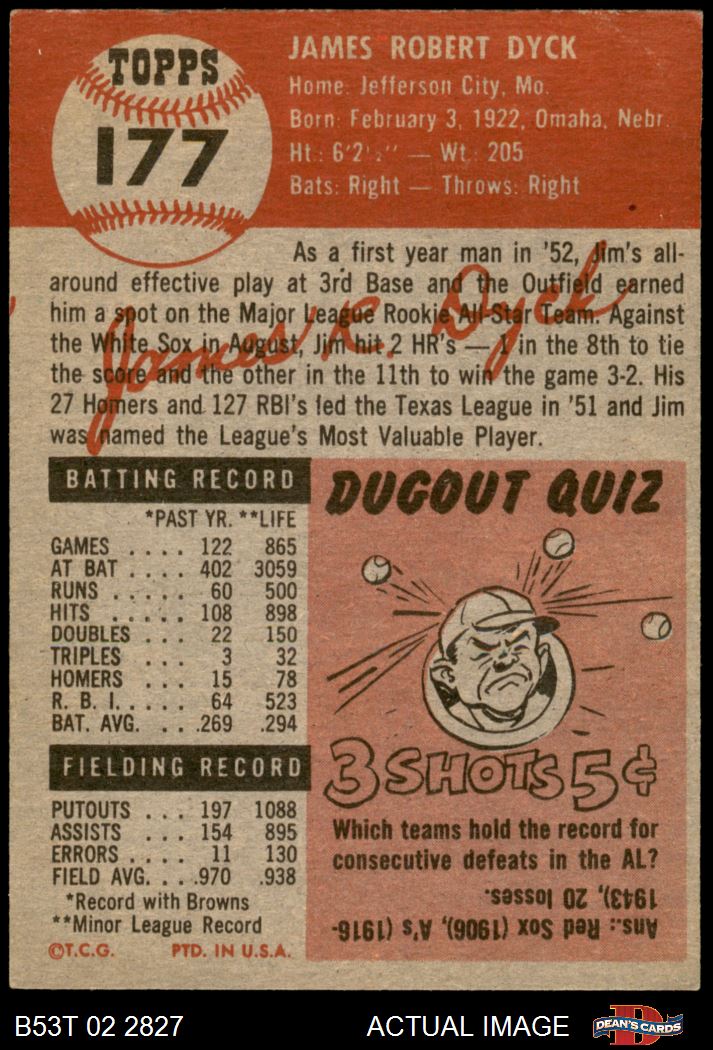 TOPPS
177
JAMES ROBERT DYCK
Home: Jefferson City, Mo.
Born: February 3, 1922, Omaha, Nebr.
Ht.: 6'2½'' — Wt.: 205
Bats: Right — Throws: Right
As a first year man in '52, Jim's all-
around effective play at 3rd Base and the Outfield earned
him a spot on the Major League Rookie All-Star Team. Against
the White Sox in August, Jim hit 2 HR's — 1 in the 8th to tie
the score and the other in the 11th to win the game 3-2. His
27 Homers and 127 RBI's led the Texas League in '51 and Jim
was named the League's Most Valuable Player.
James R. Dyck
BATTING RECORD
*PAST YR. **LIFE
GAMES .... 122 865
AT BAT .... 402 3059
RUNS ..... 60 500
HITS ..... 108 898
DOUBLES ... 22 150
TRIPLES ... 3 32
HOMERS ... 15 78
R. B. I. .... 64 523
BAT. AVG. ... .269 .294
FIELDING RECORD
PUTOUTS ... 197 1088
ASSISTS ... 154 895
ERRORS .... 11 130
FIELD AVG. ... .970 .938
*Record with Browns
**Minor League Record
©T.C.G. PTD. IN U.S.A.
DUGOUT QUIZ
3 SHOTS 5¢
Which teams hold the record for
consecutive defeats in the AL?
Ans.: Red Sox (1906), A's (1916-
1943), 20 losses.
B53T 02 2827
ACTUAL IMAGE
D
DEAN'S CARDS